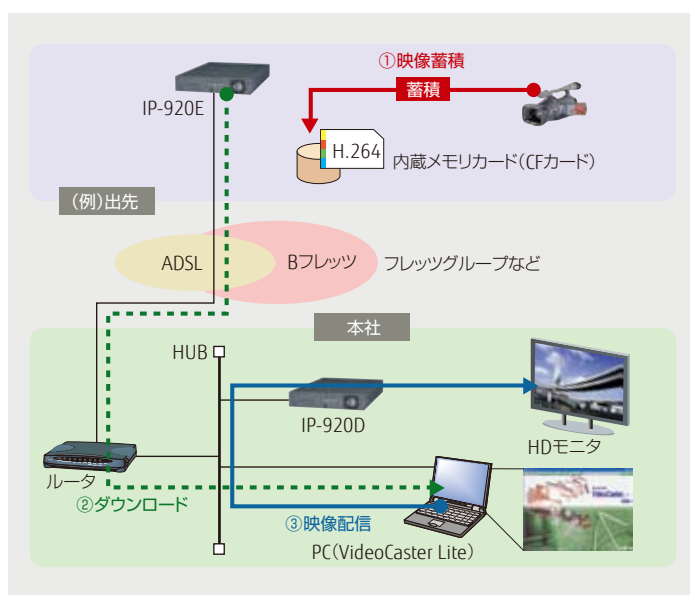 ①映像蓄積
蓄積
IP-920E
H.264
内蔵メモリカード(CFカード)
(例)出先
ADSL
Bフレッツ
フレッツグループなど
本社
HUB
IP-920D
HDモニタ
ルータ
②ダウンロード
③映像配信
PC(VideoCaster Lite)